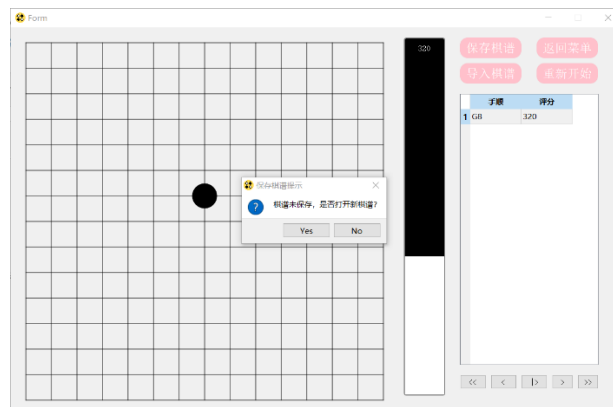 Form
320
保存棋谱
返回菜单
导入棋谱
重新开始
手顺 评分
1 G8 320
保存棋谱提示
棋谱未保存，是否打开新棋谱?
Yes No
<< < |> > >>